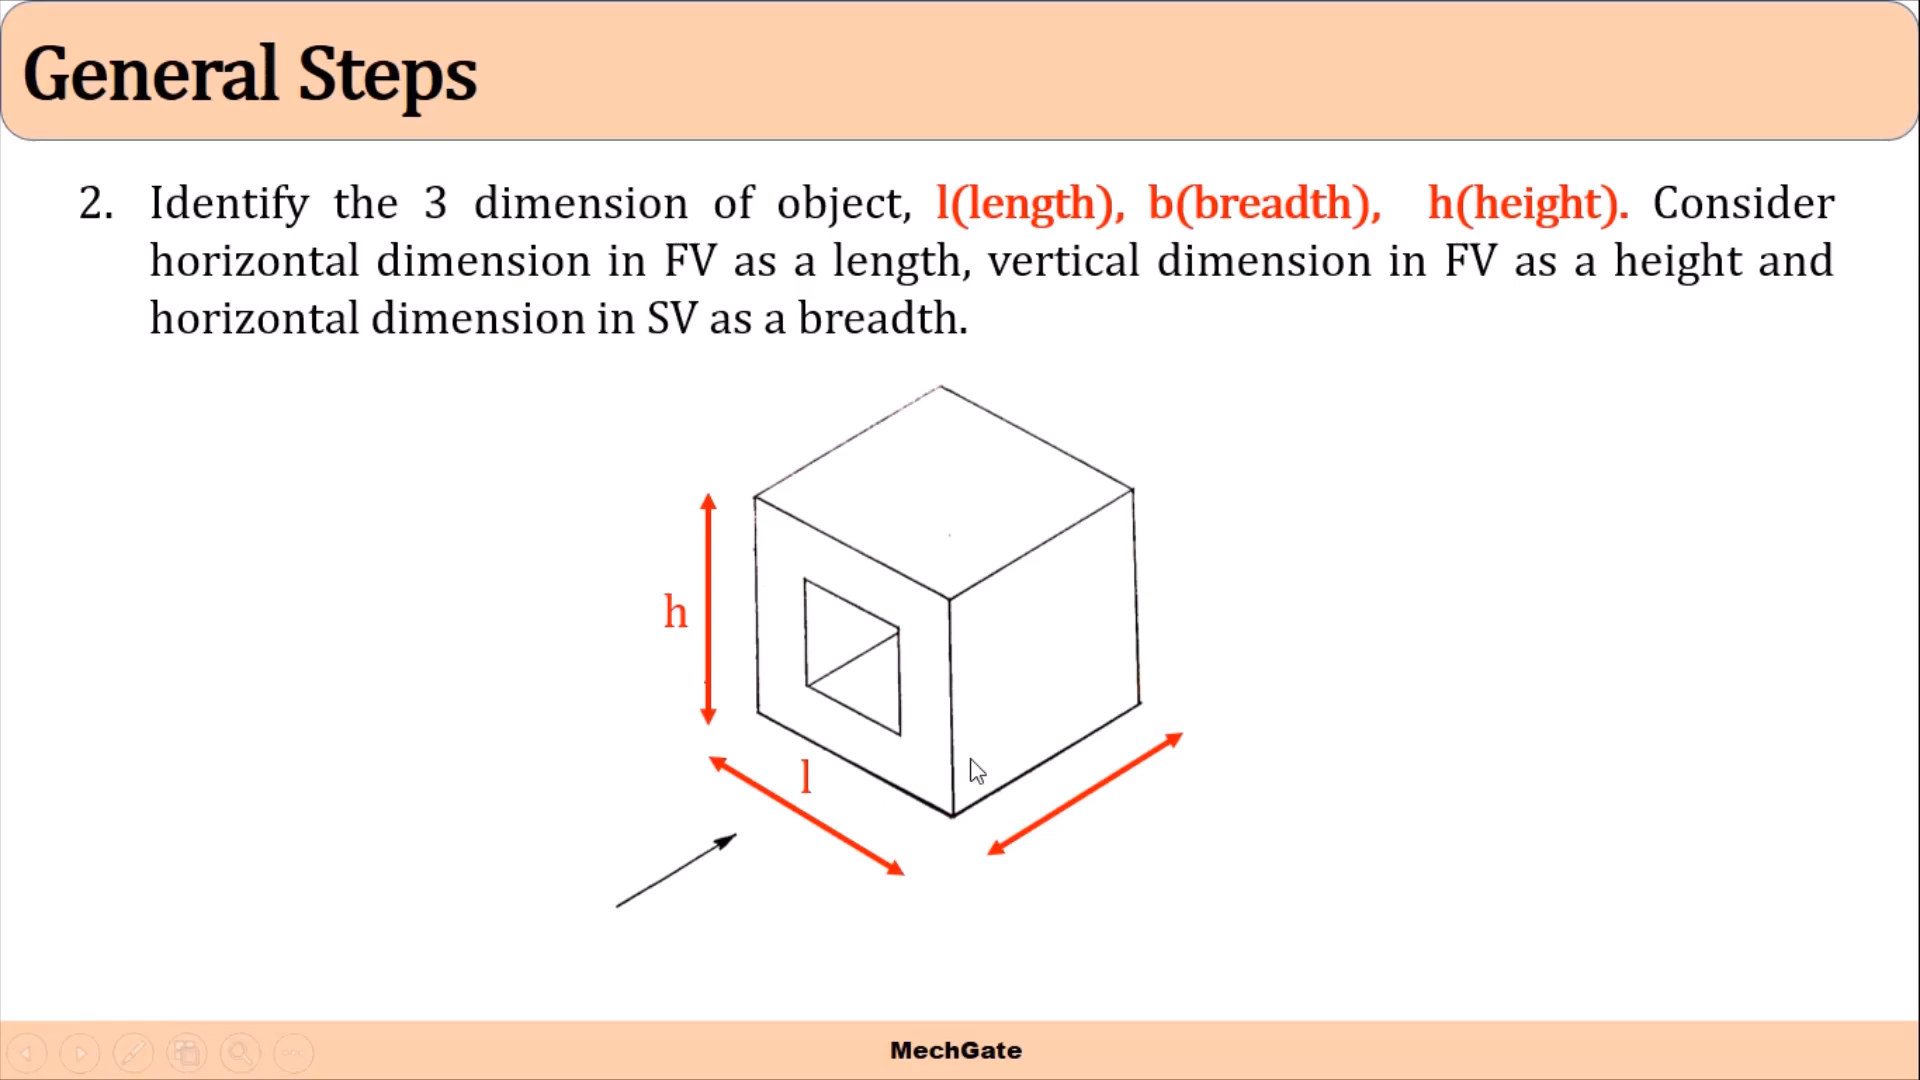 General Steps
2. Identify the 3 dimension of object, l(length), b(breadth), h(height). Consider
horizontal dimension in FV as a length, vertical dimension in FV as a height and
horizontal dimension in SV as a breadth.
h
l
MechGate